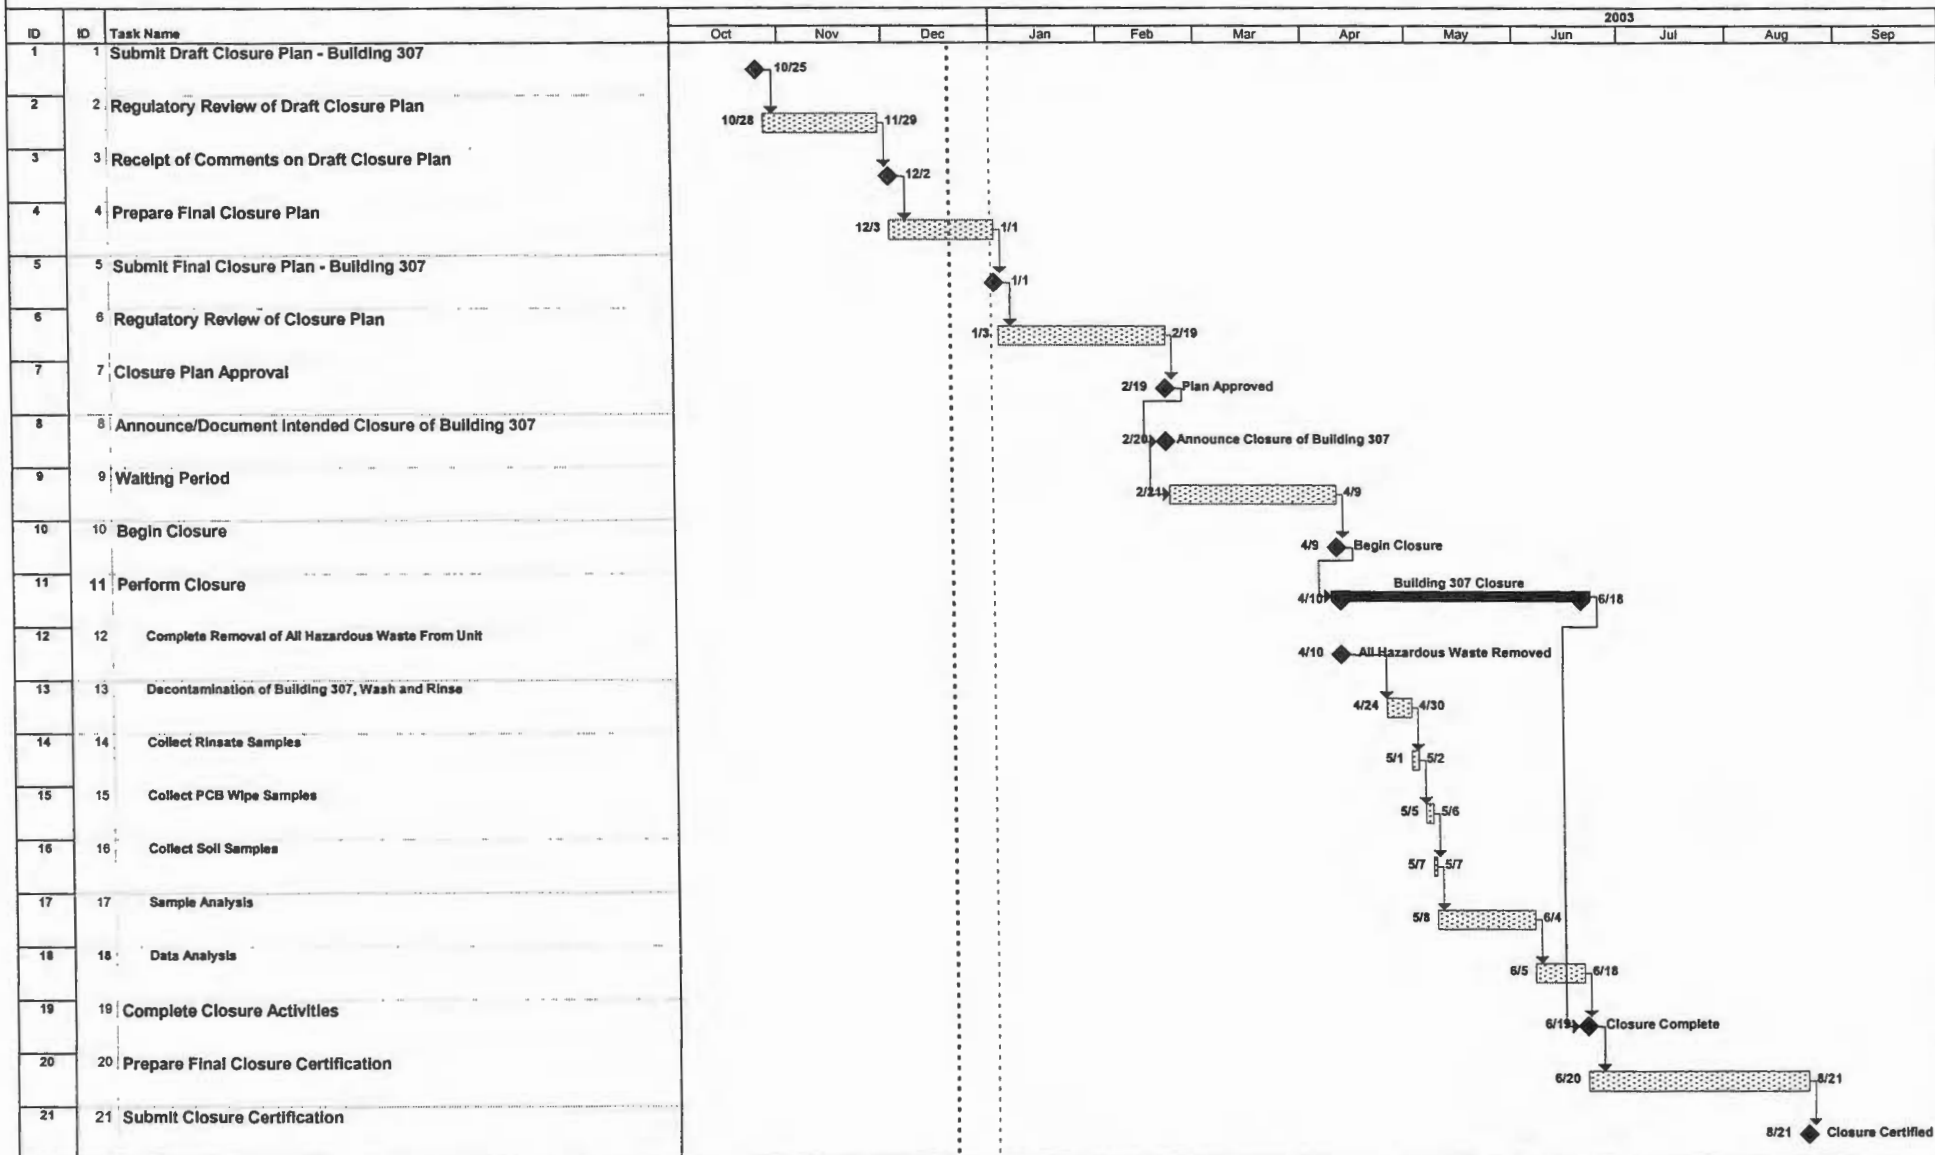 2003
ID ID Task Name Oct Nov Dec Jan Feb Mar Apr May Jun Jul Aug Sep
1 1 Submit Draft Closure Plan - Building 307
10/25
2 2 Regulatory Review of Draft Closure Plan
10/28 11/29
3 3 Receipt of Comments on Draft Closure Plan
12/2
4 4 Prepare Final Closure Plan
12/3 1/1
5 5 Submit Final Closure Plan - Building 307
1/1
6 6 Regulatory Review of Closure Plan
1/3 2/19
7 7 Closure Plan Approval
2/19 Plan Approved
8 8 Announce/Document Intended Closure of Building 307
2/20 Announce Closure of Building 307
9 9 Waiting Period
2/21 4/9
10 10 Begin Closure
4/9 Begin Closure
11 11 Perform Closure
Building 307 Closure
4/10 6/18
12 12 Complete Removal of All Hazardous Waste From Unit
4/10 All Hazardous Waste Removed
13 13 Decontamination of Building 307, Wash and Rinse
4/24 4/30
14 14 Collect Rinsate Samples
5/1 5/2
15 15 Collect PCB Wipe Samples
5/5 5/6
16 16 Collect Soil Samples
5/7 5/7
17 17 Sample Analysis
5/8 6/4
18 18 Data Analysis
6/5 6/18
19 19 Complete Closure Activities
6/19 Closure Complete
20 20 Prepare Final Closure Certification
6/20 8/21
21 21 Submit Closure Certification
8/21 Closure Certified